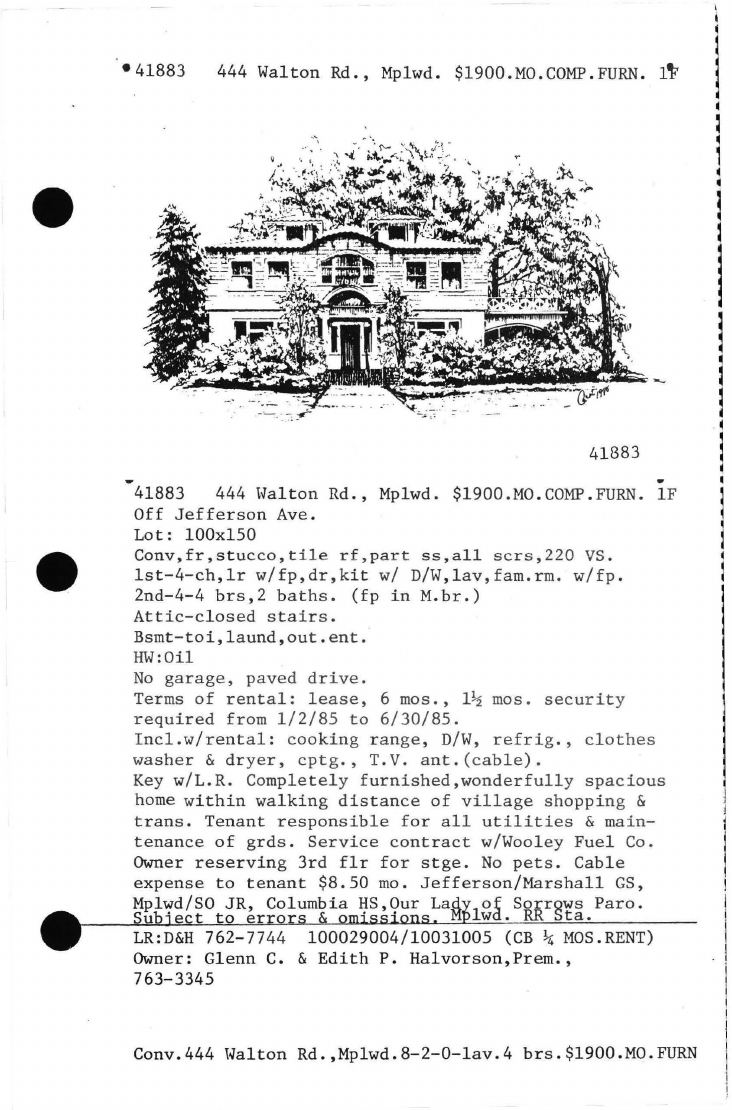 41883 444 Walton Rd., Mplwd. $1900.MO.COMP.FURN. 1F
41883
41883 444 Walton Rd., Mplwd. $1900.MO.COMP.FURN. 1F
Off Jefferson Ave.
Lot: 100x150
Conv,fr,stucco,tile rf,part ss,all scrs,220 VS.
1st-4-ch,lr w/fp,dr,kit w/ D/W,lav,fam.rm. w/fp.
2nd-4-4 brs,2 baths. (fp in M.br.)
Attic-closed stairs.
Bsmt-toi,laund,out.ent.
HW:Oil
No garage, paved drive.
Terms of rental: lease, 6 mos., 1½ mos. security
required from 1/2/85 to 6/30/85.
Incl.w/rental: cooking range, D/W, refrig., clothes
washer & dryer, cptg., T.V. ant.(cable).
Key w/L.R. Completely furnished,wonderfully spacious
home within walking distance of village shopping &
trans. Tenant responsible for all utilities & main-
tenance of grds. Service contract w/Wooley Fuel Co.
Owner reserving 3rd flr for stge. No pets. Cable
expense to tenant $8.50 mo. Jefferson/Marshall GS,
Mplwd/SO JR, Columbia HS,Our Lady of Sorrows Paro.
Subject to errors & omissions. Mplwd. RR Sta.
LR:D&H 762-7744 100029004/10031005 (CB ¼ MOS.RENT)
Owner: Glenn C. & Edith P. Halvorson,Prem.,
763-3345
Conv.444 Walton Rd.,Mplwd.8-2-0-lav.4 brs.$1900.MO.FURN